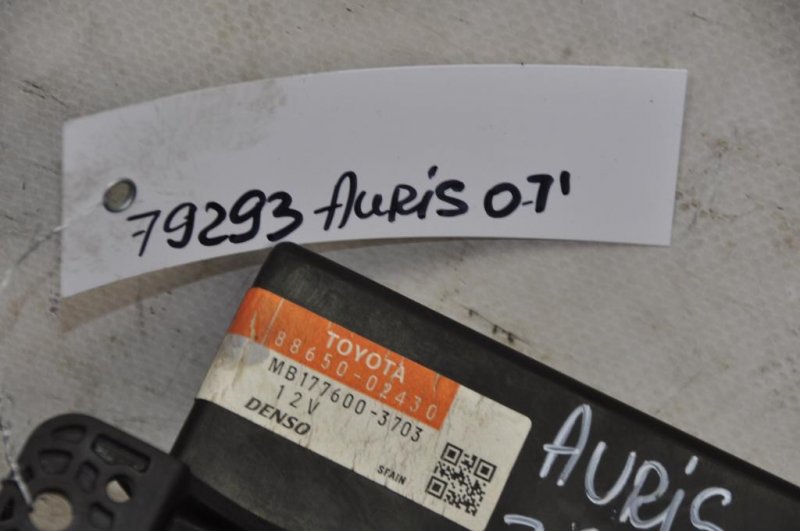 79293 AURiS 07'
TOYOTA
88650-02430
MB177600-3703
12V
DENSO
SPAIN
AURiS